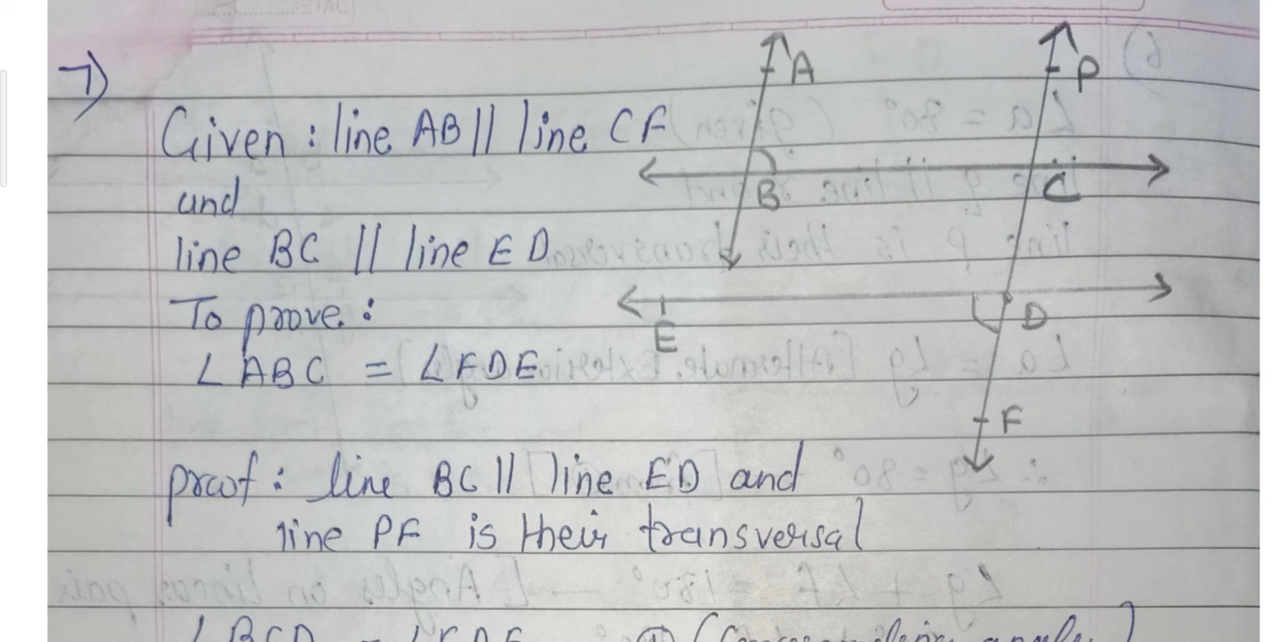 7)
Given : line AB || line CF
and
line BC || line ED
To prove :
∠ABC = ∠FDE
proof : line BC || line ED and
line PF is their transversal
A
P
B
C
E
D
F